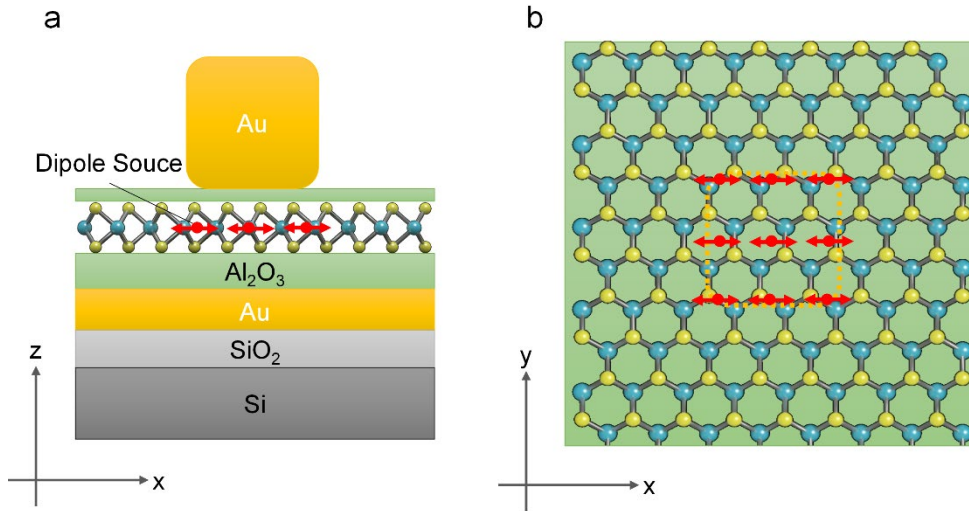 a
Au
Dipole Souce
Al₂O₃
Au
SiO₂
Si
z
x
b
y
x